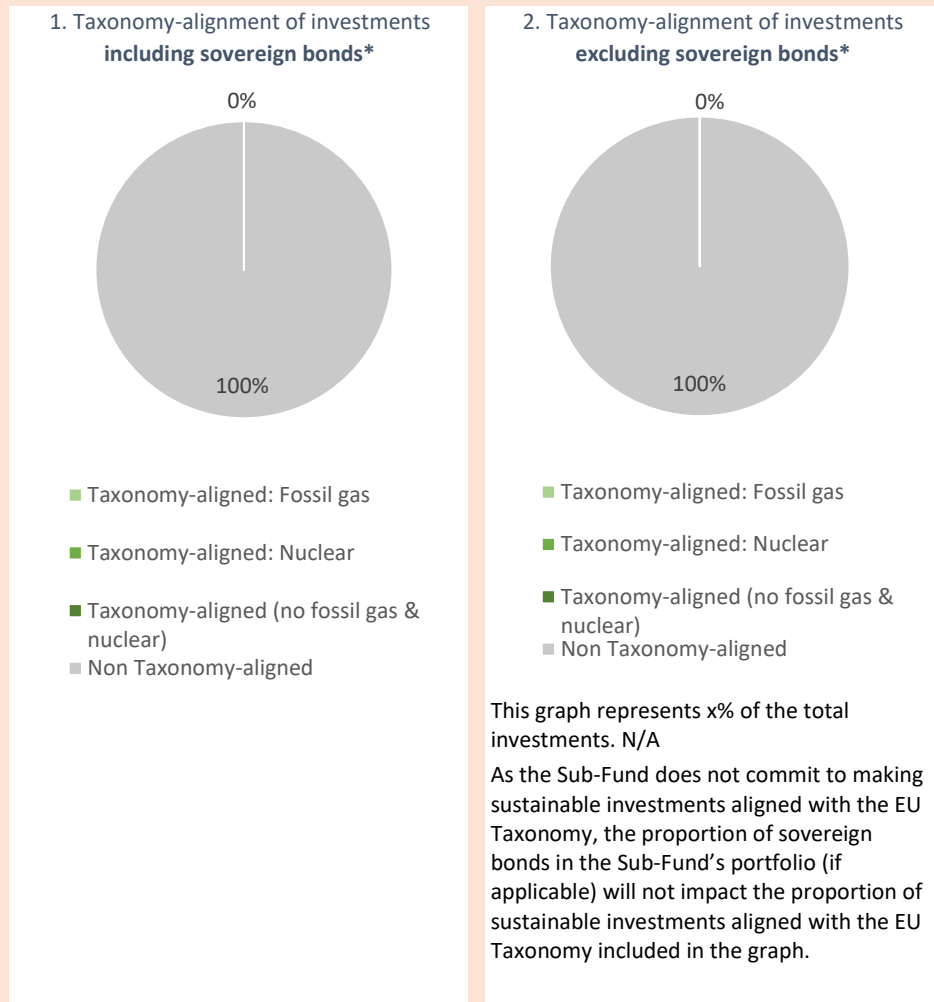 1. Taxonomy-alignment of investments
including sovereign bonds*
0%
100%
Taxonomy-aligned: Fossil gas
Taxonomy-aligned: Nuclear
Taxonomy-aligned (no fossil gas &
nuclear)
Non Taxonomy-aligned
2. Taxonomy-alignment of investments
excluding sovereign bonds*
0%
100%
Taxonomy-aligned: Fossil gas
Taxonomy-aligned: Nuclear
Taxonomy-aligned (no fossil gas &
nuclear)
Non Taxonomy-aligned
This graph represents x% of the total
investments. N/A
As the Sub-Fund does not commit to making
sustainable investments aligned with the EU
Taxonomy, the proportion of sovereign
bonds in the Sub-Fund’s portfolio (if
applicable) will not impact the proportion of
sustainable investments aligned with the EU
Taxonomy included in the graph.